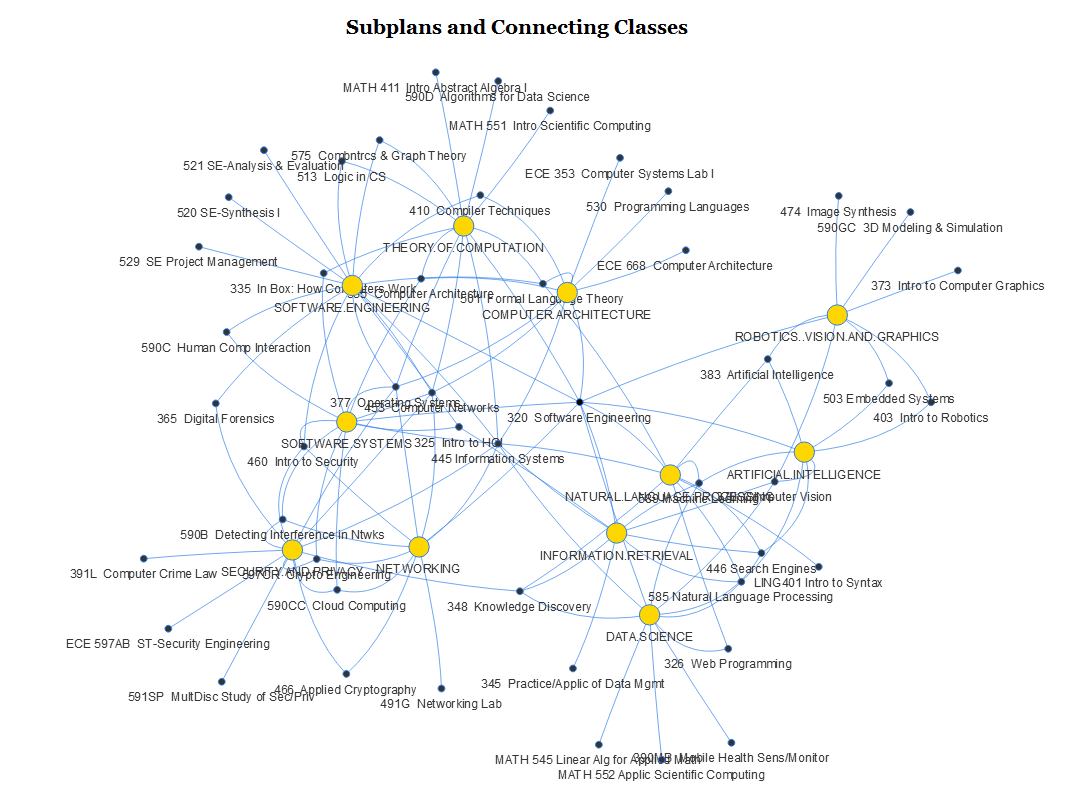 Subplans and Connecting Classes
MATH 411 Intro Abstract Algebra I
590D Algorithms for Data Science
MATH 551 Intro Scientific Computing
575 Combntrcs & Graph Theory
521 SE-Analysis & Evaluation
513 Logic in CS
ECE 353 Computer Systems Lab I
530 Programming Languages
410 Compiler Techniques
520 SE-Synthesis I
474 Image Synthesis
590GC 3D Modeling & Simulation
THEORY.OF.COMPUTATION
529 SE Project Management
ECE 668 Computer Architecture
335 In Box: How Computers Work
Computer Architecture
373 Intro to Computer Graphics
Formal Language Theory
SOFTWARE.ENGINEERING
COMPUTER.ARCHITECTURE
ROBOTICS..VISION.AND.GRAPHICS
590C Human Comp Interaction
383 Artificial Intelligence
503 Embedded Systems
377 Operating Systems
453 Computer Networks
365 Digital Forensics
320 Software Engineering
403 Intro to Robotics
SOFTWARE.SYSTEMS
325 Intro to HCI
445 Information Systems
460 Intro to Security
ARTIFICIAL.INTELLIGENCE
NATURAL.LANGUAGE.PROCESSING
589 Machine Learning
Computer Vision
590B Detecting Interference in Ntwks
INFORMATION.RETRIEVAL
391L Computer Crime Law
SECURITY.AND.PRIVACY
Crypto Engineering
NETWORKING
446 Search Engines
LING401 Intro to Syntax
585 Natural Language Processing
590CC Cloud Computing
348 Knowledge Discovery
DATA.SCIENCE
ECE 597AB ST-Security Engineering
326 Web Programming
345 Practice/Applic of Data Mgmt
466 Applied Cryptography
591SP MultDisc Study of Sec/Priv
491G Networking Lab
MATH 545 Linear Alg for Applied Math
390MB Mobile Health Sens/Monitor
MATH 552 Applic Scientific Computing